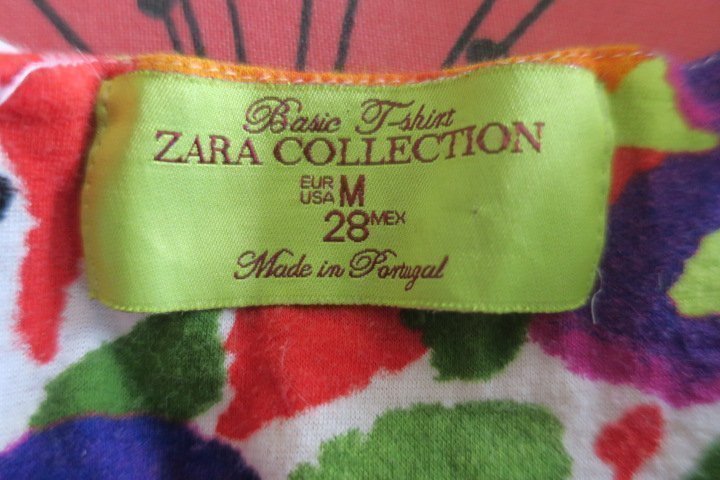 Basic T-shirt
ZARA COLLECTION
EUR
USA M
28 MEX
Made in Portugal